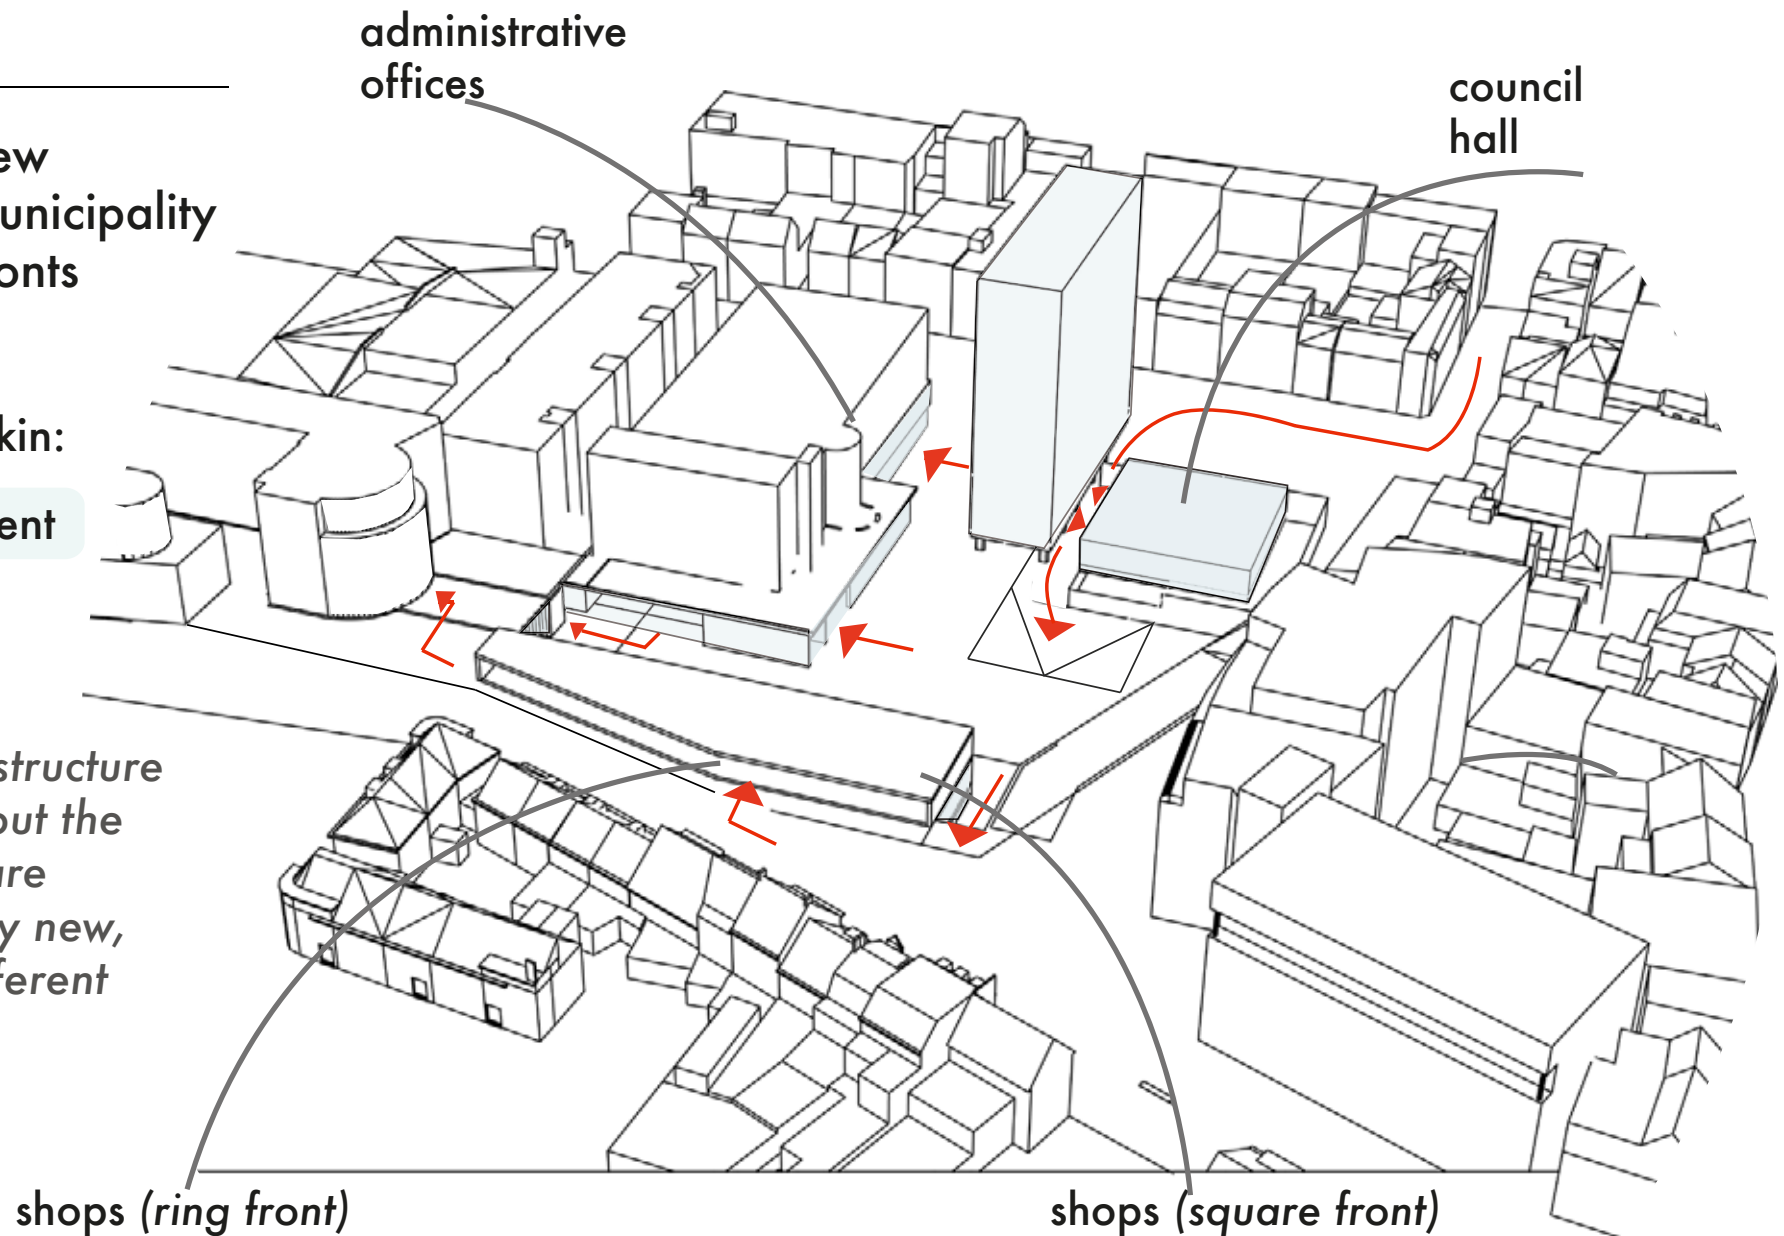 administrative
offices
council
hall
ew
unicipality
onts
kin:
ent
structure
out the
are
y new,
ferent
shops (ring front)
shops (square front)